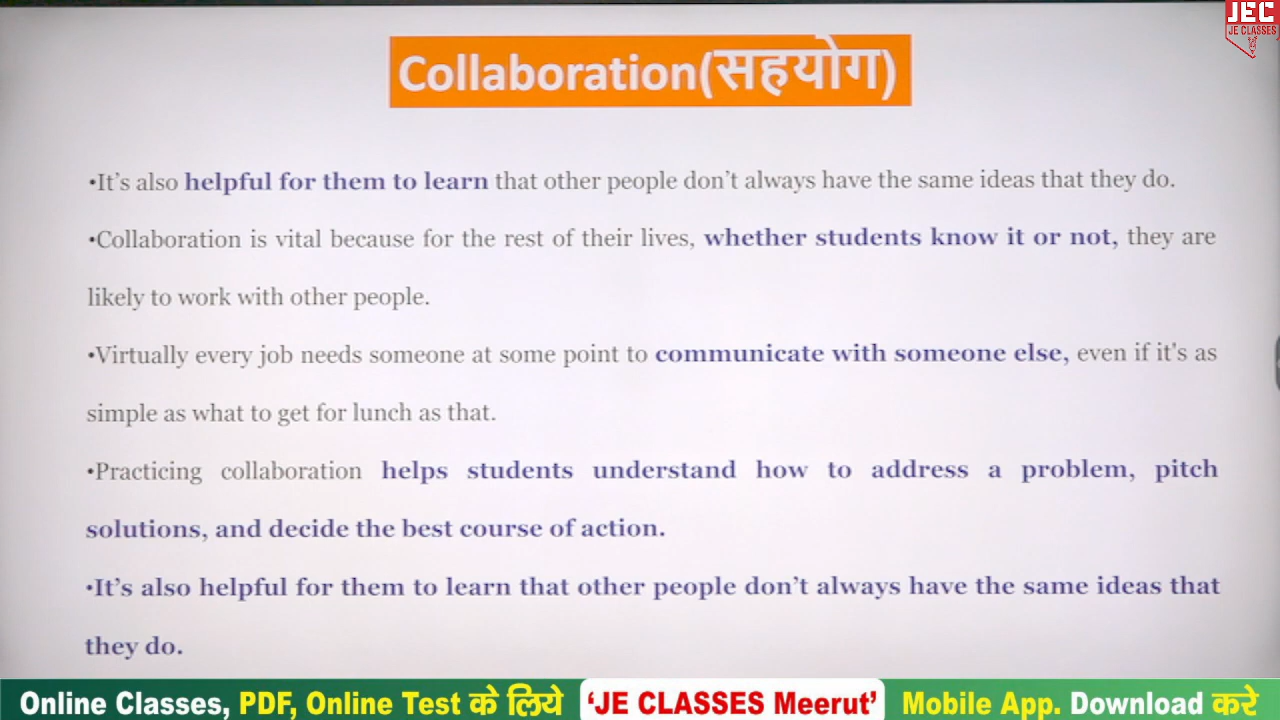 JEC
JE CLASSES
Collaboration(सहयोग)
•It's also helpful for them to learn that other people don't always have the same ideas that they do.
•Collaboration is vital because for the rest of their lives, whether students know it or not, they are
likely to work with other people.
•Virtually every job needs someone at some point to communicate with someone else, even if it's as
simple as what to get for lunch as that.
•Practicing collaboration helps students understand how to address a problem, pitch
solutions, and decide the best course of action.
•It's also helpful for them to learn that other people don't always have the same ideas that
they do.
Online Classes, PDF, Online Test के लिये 'JE CLASSES Meerut' Mobile App. Download करे